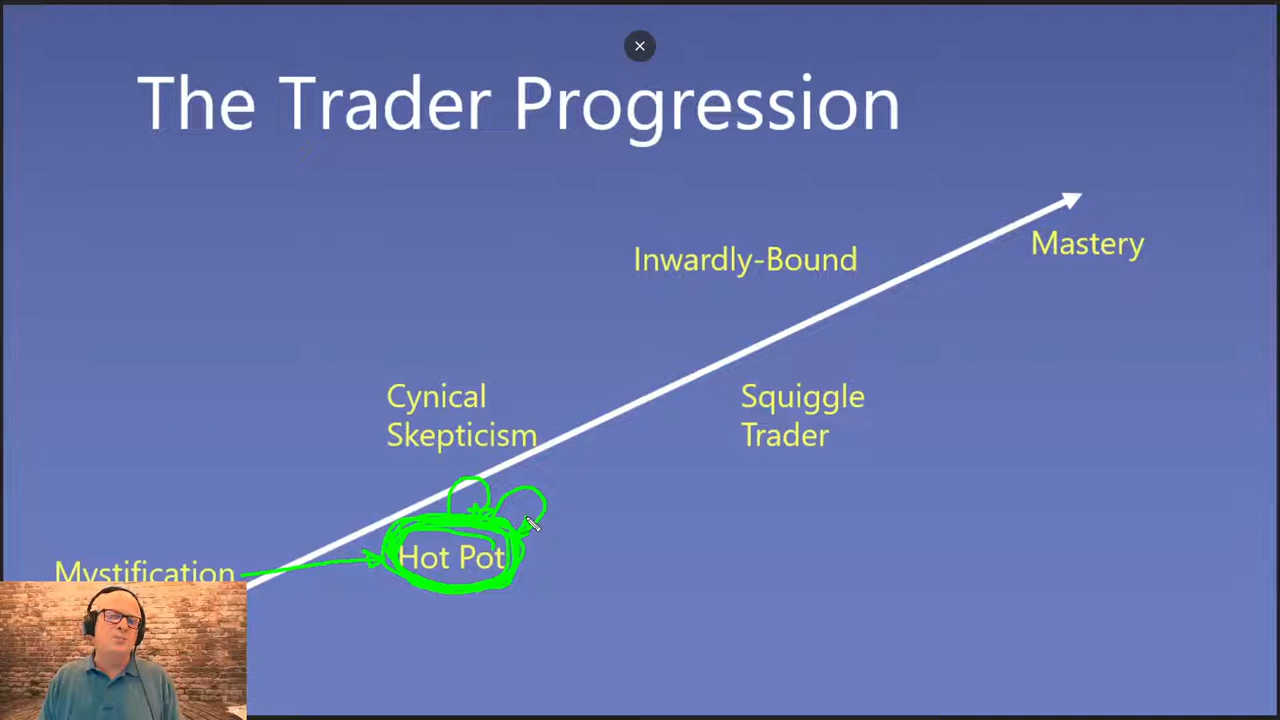 The Trader Progression
Mastery
Inwardly-Bound
Cynical
Skepticism
Squiggle
Trader
Hot Pot
Mystification